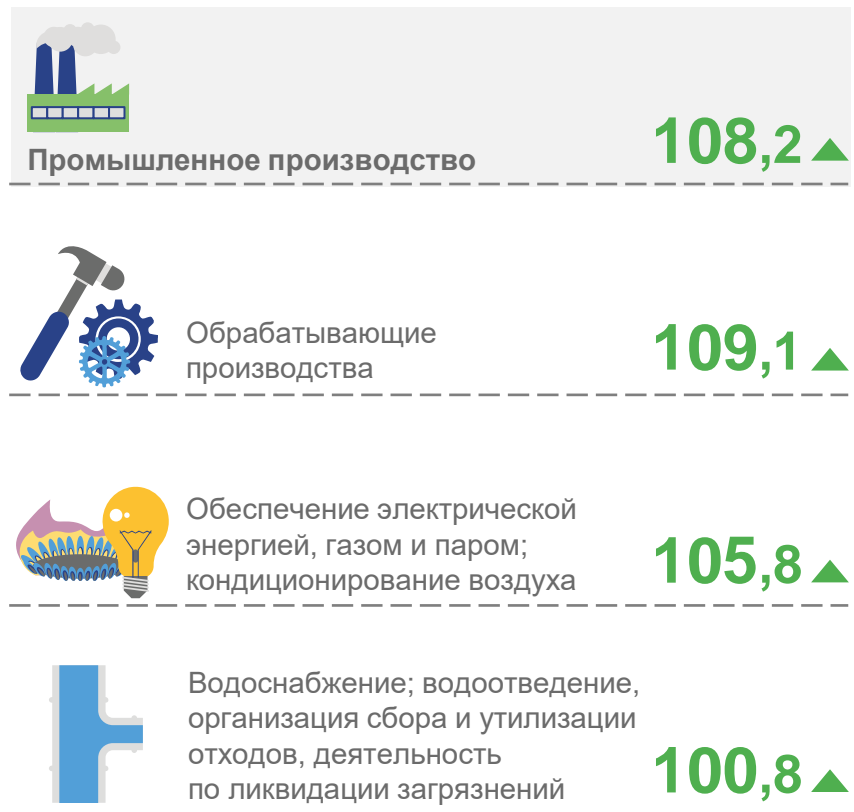 Промышленное производство
108,2
Обрабатывающие
производства
109,1
Обеспечение электрической
энергией, газом и паром;
кондиционирование воздуха
105,8
Водоснабжение; водоотведение,
организация сбора и утилизации
отходов, деятельность
по ликвидации загрязнений
100,8